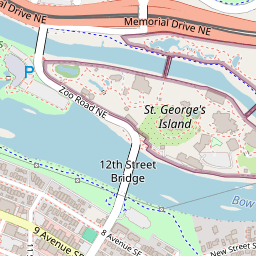 Memorial Drive NE
Memorial Drive NE
P
Zoo Road NE
St. George's
Island
12th Street
Bridge
Bow
9 Avenue SE
8 Avenue SE
New Street S